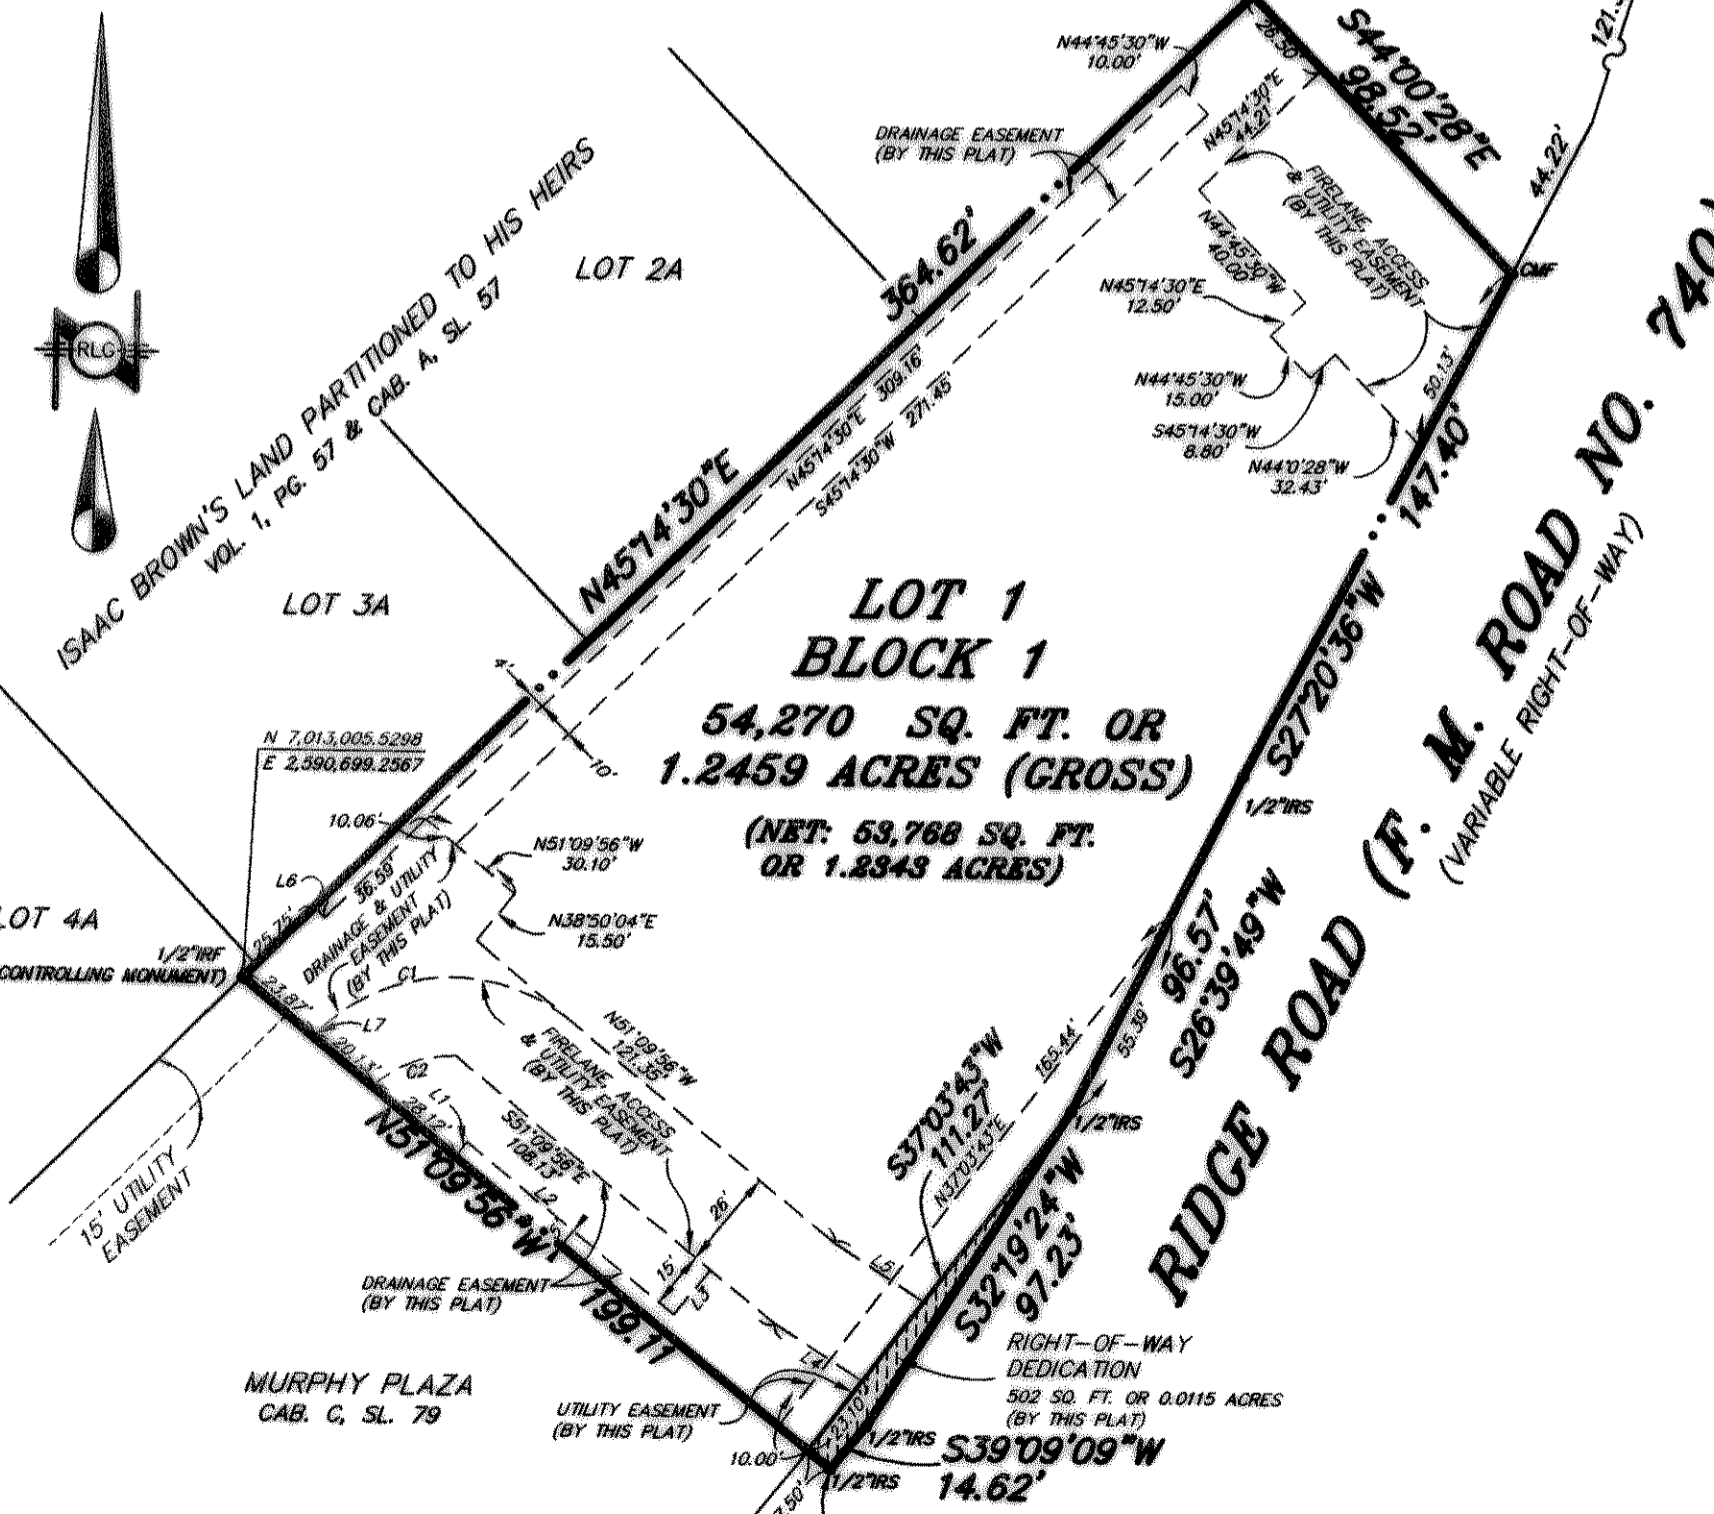 N44°45'30"W
10.00'
28.50'
S44°00'28"E
98.52'
44.22'
DRAINAGE EASEMENT
(BY THIS PLAT)
N45°14'30"E
44.21'
FIRELANE, ACCESS
& UTILITY EASEMENT
(BY THIS PLAT)
CMF
N44°45'30"W
40.00'
N45°14'30"E
12.50'
N44°45'30"W
15.00'
S45°14'30"W
8.80'
N44°0'28"W
32.43'
50.13'
147.40'
RLG
ISAAC BROWN'S LAND PARTITIONED TO HIS HEIRS
VOL. 1, PG. 57 & CAB. A, SL. 57
LOT 2A
364.62'
N45°14'30"E
N45°14'30"E 309.16'
S45°14'30"W 271.45'
LOT 3A
LOT 1
BLOCK 1
54,270 SQ. FT. OR
1.2459 ACRES (GROSS)
(NET: 53,768 SQ. FT.
OR 1.2343 ACRES)
S27°20'36"W
1/2"IRS
RIDGE ROAD (F. M. ROAD NO. 740)
(VARIABLE RIGHT-OF-WAY)
4'
10'
N 7,013,005.5298
E 2,590,699.2567
10.06'
N51°09'56"W
30.10'
N38°50'04"E
15.50'
L6
36.59'
25.75'
LOT 4A
1/2"IRF
CONTROLLING MONUMENT)
DRAINAGE & UTILITY
EASEMENT
(BY THIS PLAT)
23.87'
C1
L7
20.13'
C2
L1
28.12'
N51°09'56"W
121.35'
FIRELANE, ACCESS
& UTILITY EASEMENT
(BY THIS PLAT)
S51°09'56"E
108.13'
L2
N51°09'56"W
199.11'
15' UTILITY
EASEMENT
96.57'
S26°39'49"W
55.39'
165.44'
N37°03'43"E
S37°03'43"W
111.27'
1/2"IRS
S32°19'24"W
97.23'
26'
15'
L3
L5
L4
DRAINAGE EASEMENT
(BY THIS PLAT)
MURPHY PLAZA
CAB. C, SL. 79
UTILITY EASEMENT
(BY THIS PLAT)
10.00'
23.10'
RIGHT-OF-WAY
DEDICATION
502 SQ. FT. OR 0.0115 ACRES
(BY THIS PLAT)
1/2"IRS
S39°09'09"W
14.62'
1/2"IRS